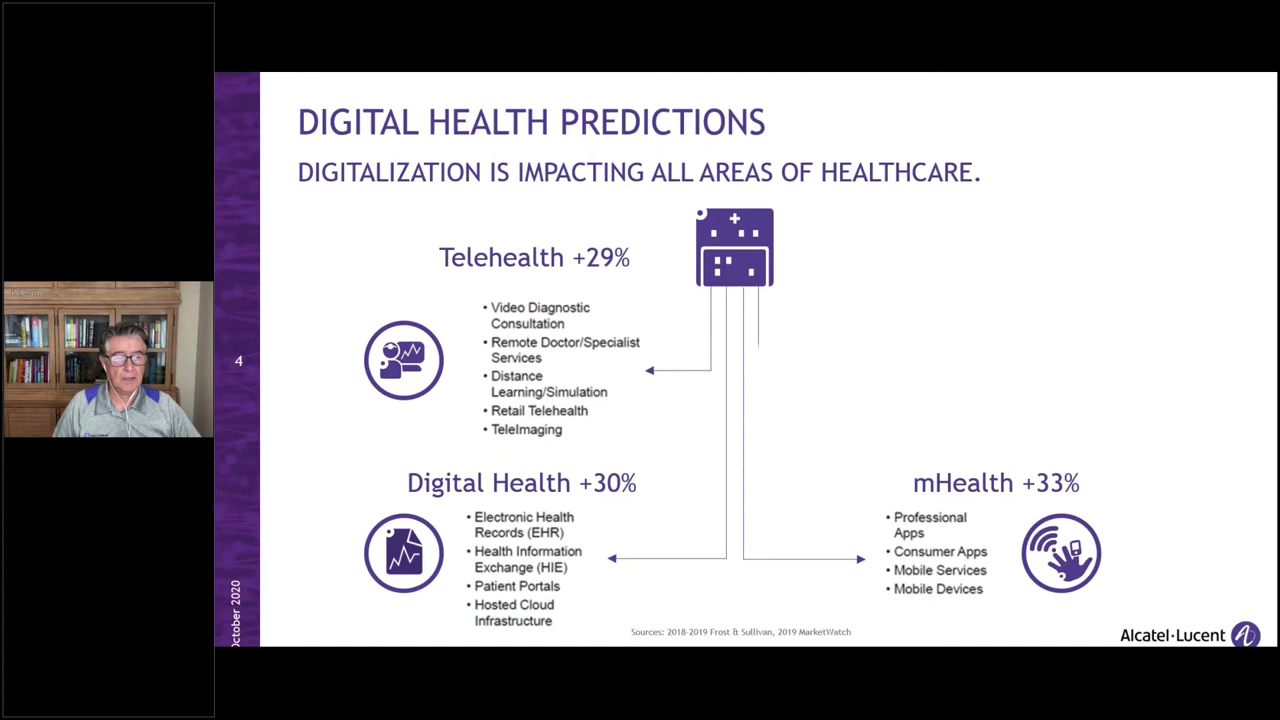 DIGITAL HEALTH PREDICTIONS
DIGITALIZATION IS IMPACTING ALL AREAS OF HEALTHCARE.
Telehealth +29%
• Video Diagnostic
Consultation
• Remote Doctor/Specialist
Services
• Distance
Learning/Simulation
• Retail Telehealth
• TeleImaging
4
Digital Health +30%
• Electronic Health
Records (EHR)
• Health Information
Exchange (HIE)
• Patient Portals
• Hosted Cloud
Infrastructure
mHealth +33%
• Professional
Apps
• Consumer Apps
• Mobile Services
• Mobile Devices
October 2020
Sources: 2018-2019 Frost & Sullivan, 2019 MarketWatch
Alcatel·Lucent